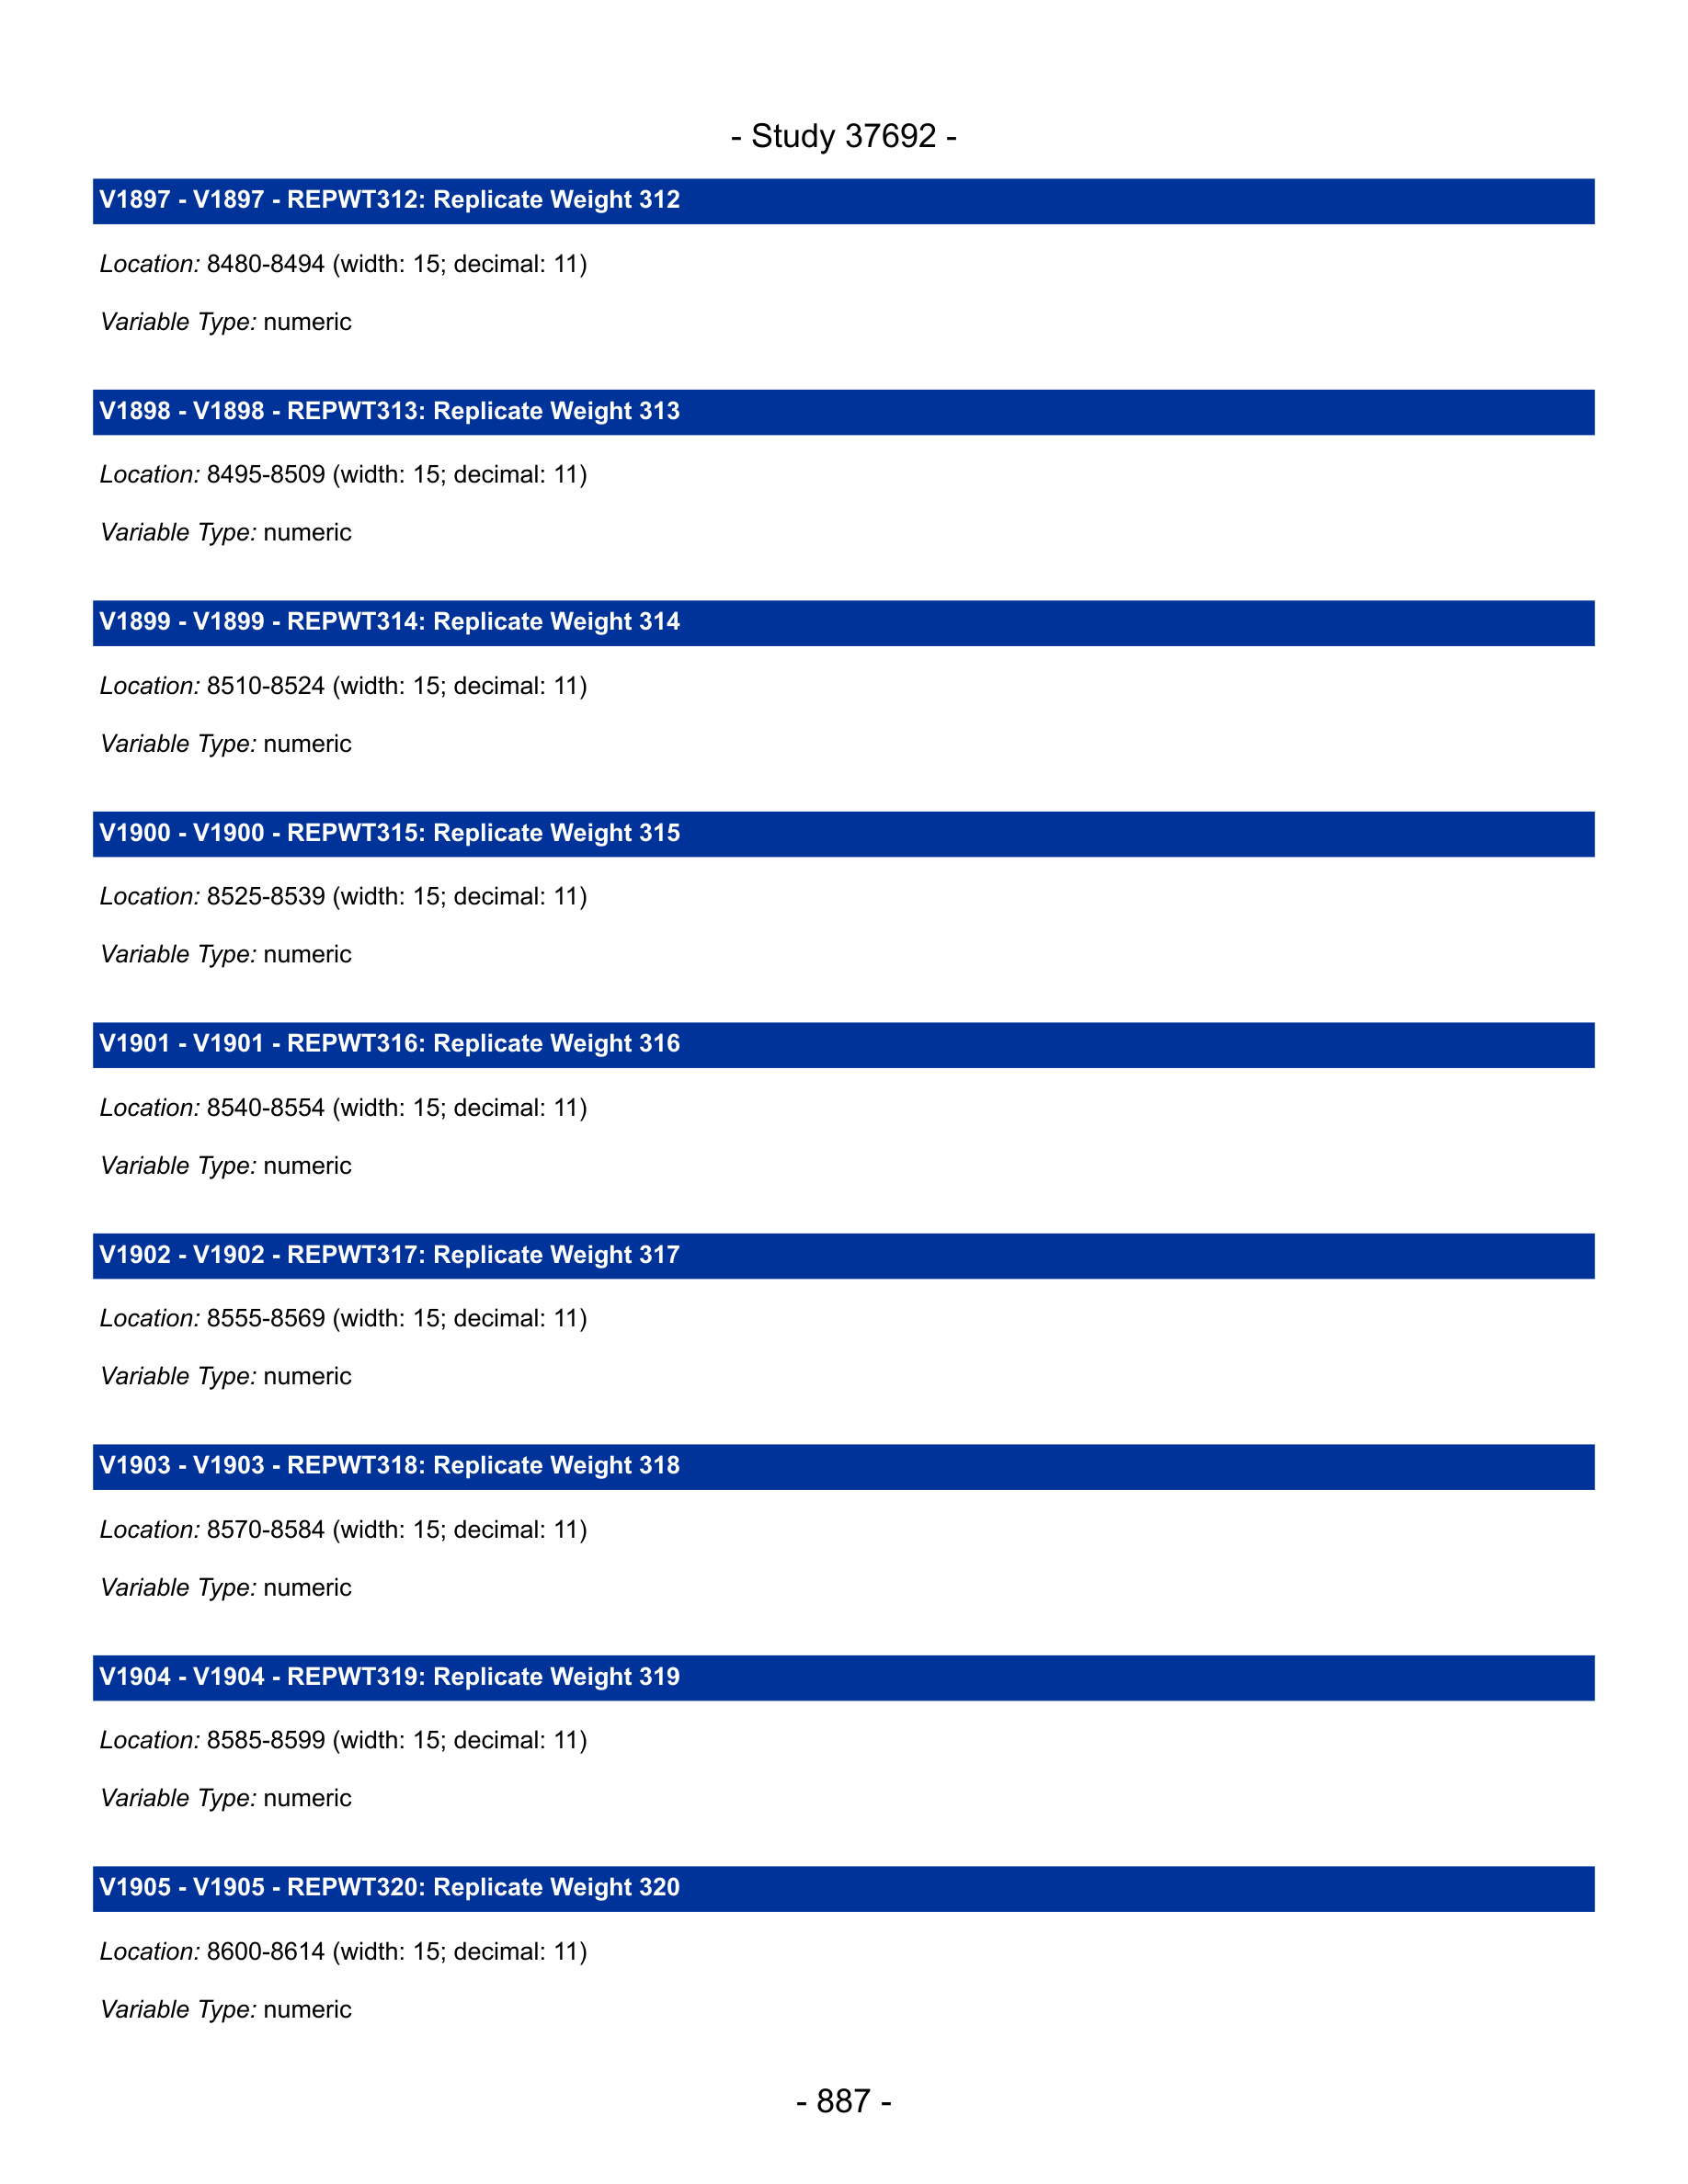 - Study 37692 -
V1897 - V1897 - REPWT312: Replicate Weight 312
Location: 8480-8494 (width: 15; decimal: 11)
Variable Type: numeric
V1898 - V1898 - REPWT313: Replicate Weight 313
Location: 8495-8509 (width: 15; decimal: 11)
Variable Type: numeric
V1899 - V1899 - REPWT314: Replicate Weight 314
Location: 8510-8524 (width: 15; decimal: 11)
Variable Type: numeric
V1900 - V1900 - REPWT315: Replicate Weight 315
Location: 8525-8539 (width: 15; decimal: 11)
Variable Type: numeric
V1901 - V1901 - REPWT316: Replicate Weight 316
Location: 8540-8554 (width: 15; decimal: 11)
Variable Type: numeric
V1902 - V1902 - REPWT317: Replicate Weight 317
Location: 8555-8569 (width: 15; decimal: 11)
Variable Type: numeric
V1903 - V1903 - REPWT318: Replicate Weight 318
Location: 8570-8584 (width: 15; decimal: 11)
Variable Type: numeric
V1904 - V1904 - REPWT319: Replicate Weight 319
Location: 8585-8599 (width: 15; decimal: 11)
Variable Type: numeric
V1905 - V1905 - REPWT320: Replicate Weight 320
Location: 8600-8614 (width: 15; decimal: 11)
Variable Type: numeric
- 887 -